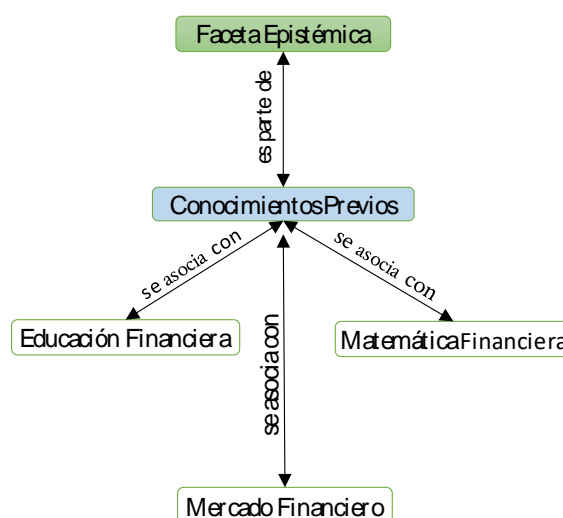 Faceta Epistémica
es parte de
Conocimientos Previos
se asocia con
se asocia con
se asocia con
Educación Financiera
Matemática Financiera
Mercado Financiero